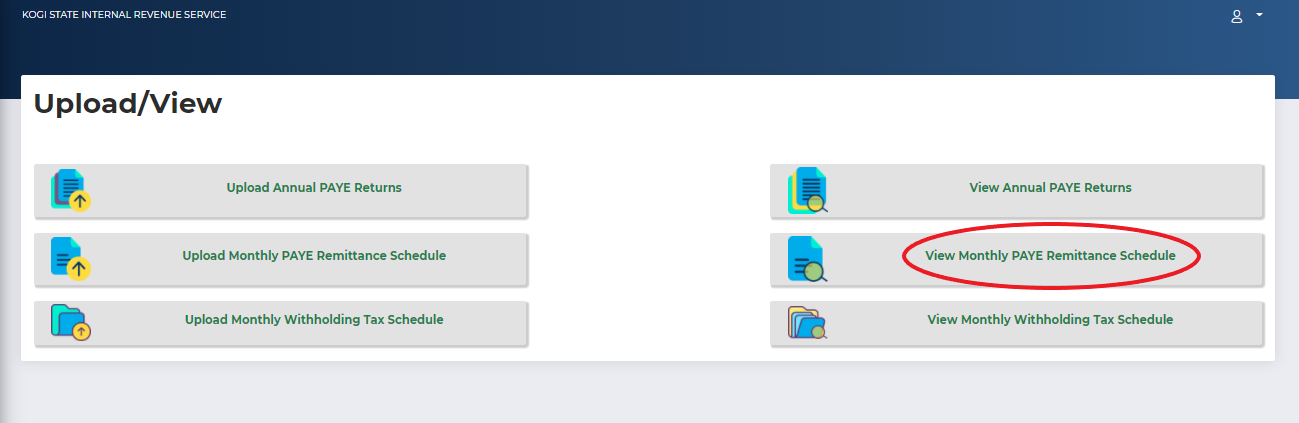 KOGI STATE INTERNAL REVENUE SERVICE
Upload/View
Upload Annual PAYE Returns
View Annual PAYE Returns
Upload Monthly PAYE Remittance Schedule
View Monthly PAYE Remittance Schedule
Upload Monthly Withholding Tax Schedule
View Monthly Withholding Tax Schedule